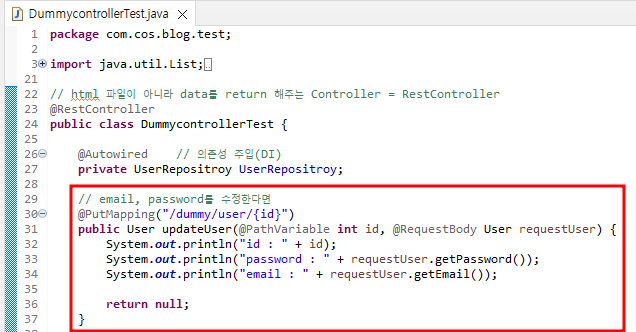 DummycontrollerTest.java
1 package com.cos.blog.test;
2
3 import java.util.List;
21
22 // html 파일이 아니라 data를 return 해주는 Controller = RestController
23 @RestController
24 public class DummycontrollerTest {
25
26 @Autowired // 의존성 주입(DI)
27 private UserRepositroy UserRepositroy;
28
29 // email, password를 수정한다면
30 @PutMapping("/dummy/user/{id}")
31 public User updateUser(@PathVariable int id, @RequestBody User requestUser) {
32 System.out.println("id : " + id);
33 System.out.println("password : " + requestUser.getPassword());
34 System.out.println("email : " + requestUser.getEmail());
35
36 return null;
37 }